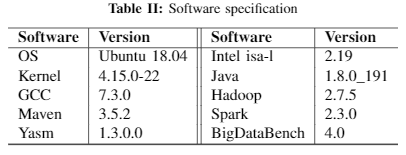 Table II: Software specification
Software Version Software Version
OS Ubuntu 18.04 Intel isa-l 2.19
Kernel 4.15.0-22 Java 1.8.0_191
GCC 7.3.0 Hadoop 2.7.5
Maven 3.5.2 Spark 2.3.0
Yasm 1.3.0.0 BigDataBench 4.0